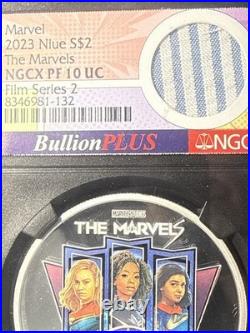 Marvel
2023 NIue S$2
The Marvels
NGCX PF 10 UC
Film Series 2
8346981-132
BullionPLUS
NGC
MARVEL STUDIOS
THE MARVELS